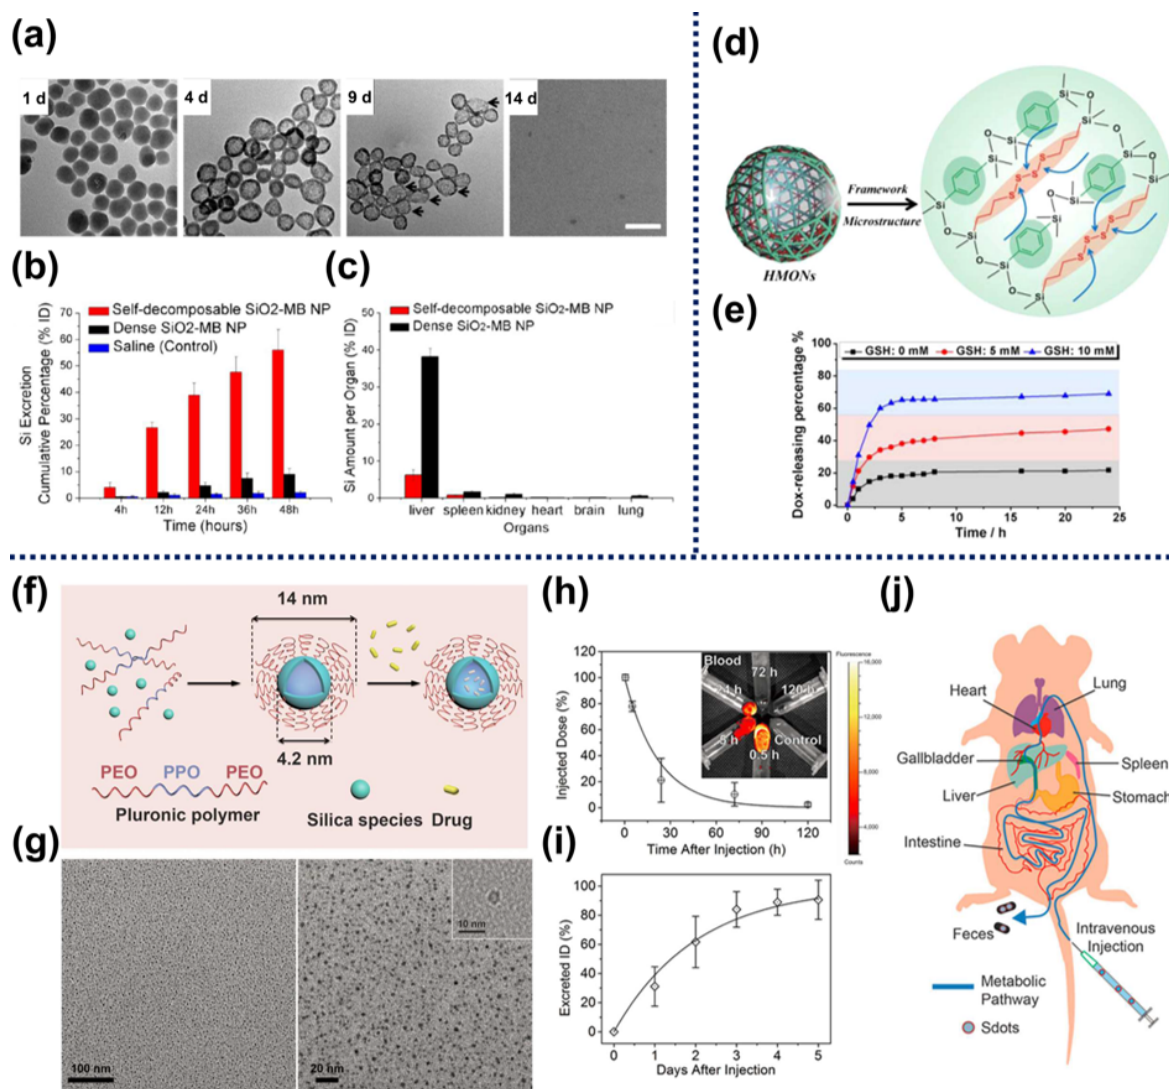 (a)
1 d
4 d
9 d
14 d
(b)
Self-decomposable SiO2-MB NP
Dense SiO2-MB NP
Saline (Control)
Si Excretion
Cumulative Percentage (% ID)
70
60
50
40
30
20
10
0
4h
12h
24h
36h
48h
Time (hours)
(c)
Self-decomposable SiO₂-MB NP
Dense SiO₂-MB NP
Si Amount per Organ (% ID)
50
40
30
20
10
0
liver
spleen
kidney
heart
brain
lung
Organs
(d)
HMONs
Framework
Microstructure
(e)
GSH: 0 mM
GSH: 5 mM
GSH: 10 mM
Dox-releasing percentage %
100
80
60
40
20
0
0
5
10
15
20
25
Time / h
(f)
14 nm
4.2 nm
PEO
PPO
PEO
Pluronic polymer
Silica species
Drug
(g)
100 nm
20 nm
10 nm
(h)
Injected Dose (%)
120
100
80
60
40
20
0
0
30
60
90
120
Time After Injection (h)
Blood
72 h
Control
0.5 h
Fluorescence
16,000
12,000
8,000
4,000
Counts
(i)
Excreted ID (%)
100
80
60
40
20
0
0
1
2
3
4
5
Days After Injection
(j)
Heart
Lung
Gallbladder
Spleen
Liver
Stomach
Intestine
Feces
Intravenous
Injection
Metabolic
Pathway
Sdots